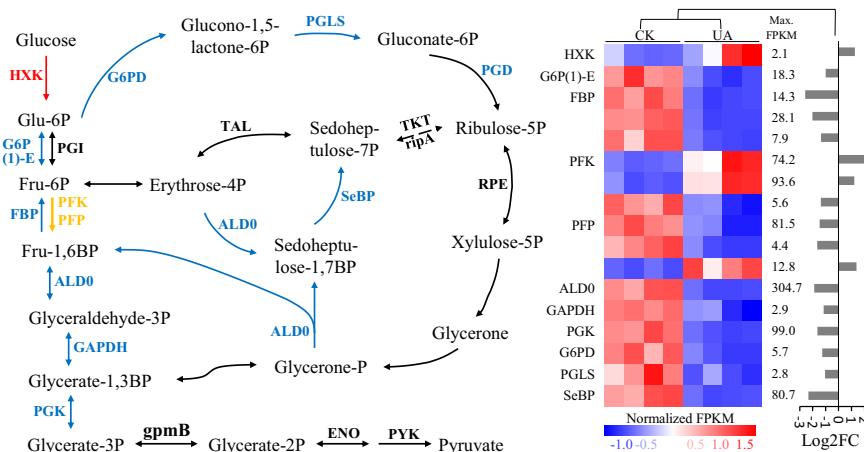 Glucose
Glucono-1,5-
lactone-6P
PGLS
Gluconate-6P
HXK
G6PD
PGD
Glu-6P
G6P
(1)-E
PGI
TAL
Sedohep-
tulose-7P
TKT
ripA
Ribulose-5P
Fru-6P
Erythrose-4P
RPE
FBP
PFK
PFP
SeBP
ALD0
Fru-1,6BP
Sedoheptu-
lose-1,7BP
Xylulose-5P
ALD0
Glyceraldehyde-3P
ALD0
Glycerone
GAPDH
Glycerate-1,3BP
Glycerone-P
PGK
Glycerate-3P
gpmB
Glycerate-2P
ENO
PYK
Pyruvate
CK
UA
Max.
FPKM
HXK 2.1
G6P(1)-E 18.3
FBP 14.3
28.1
7.9
PFK 74.2
93.6
5.6
PFP 81.5
4.4
12.8
ALD0 304.7
GAPDH 2.9
PGK 99.0
G6PD 5.7
PGLS 2.8
SeBP 80.7
Normalized FPKM
-1.0 -0.5 0.5 1.0 1.5
-3 -2 -1 0 1 2
Log2FC